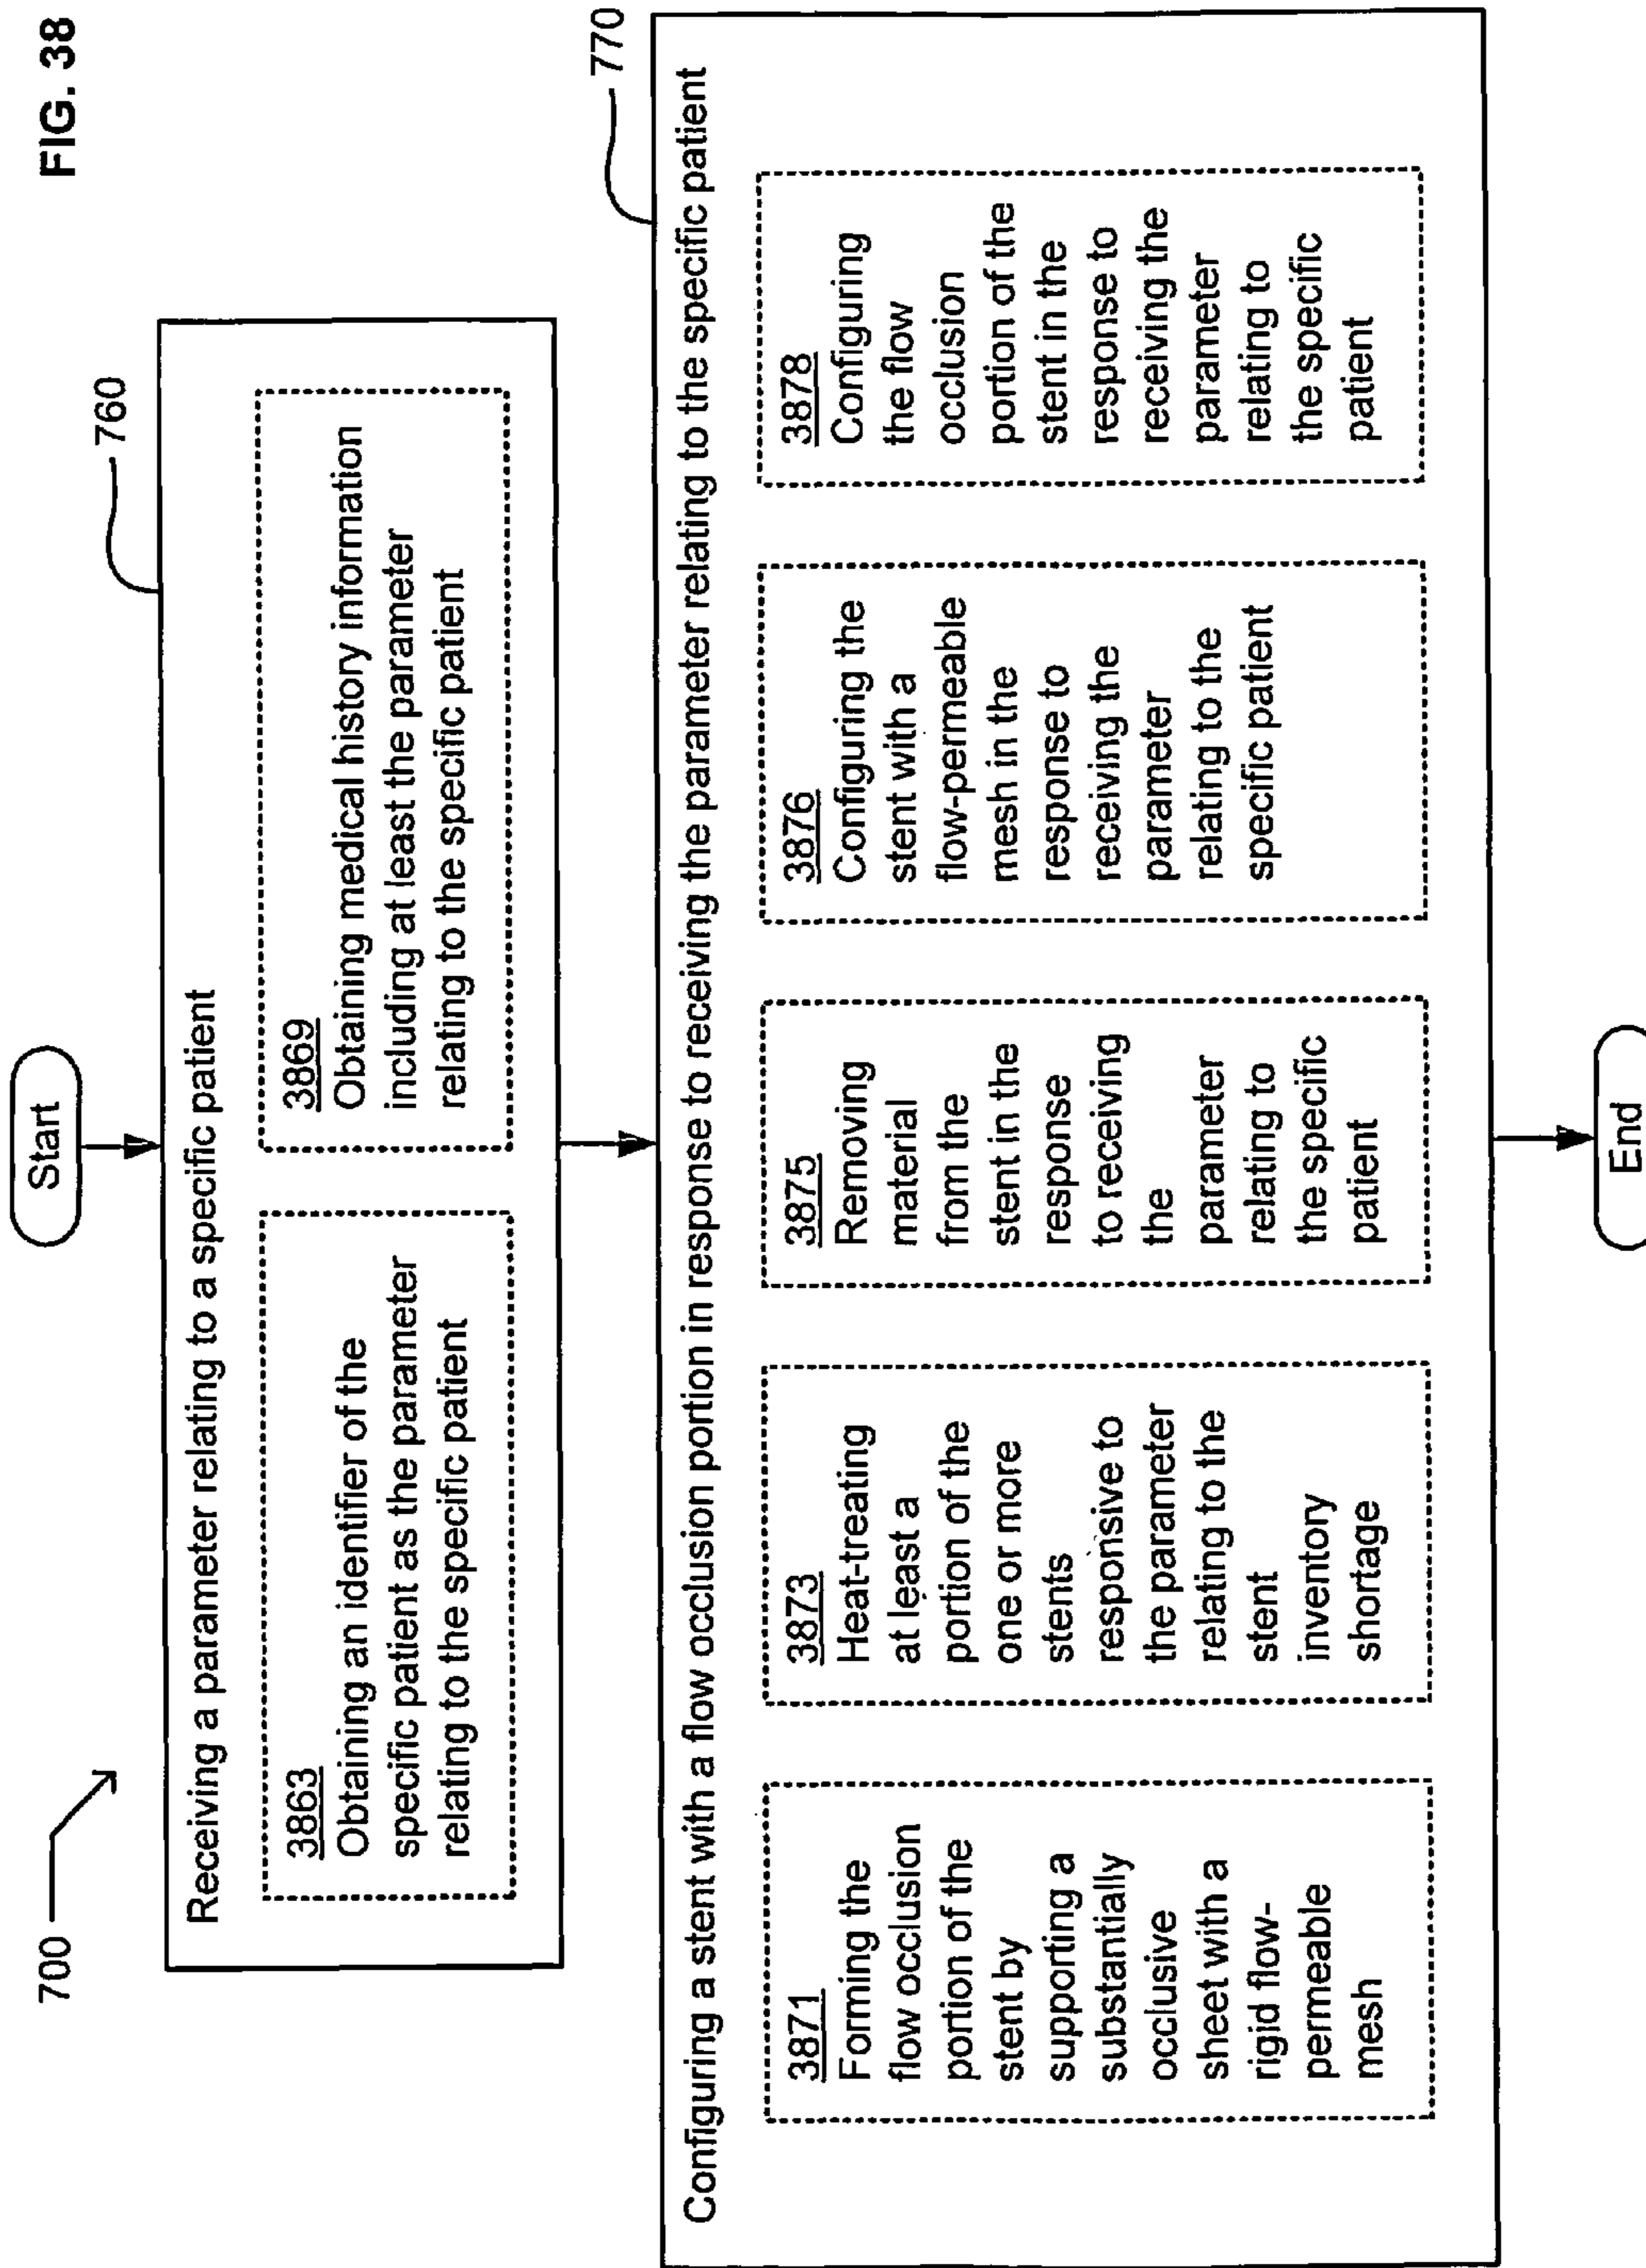 FIG. 38
700
Start
760
Receiving a parameter relating to a specific patient
3863
Obtaining an identifier of the
specific patient as the parameter
relating to the specific patient
3869
Obtaining medical history information
including at least the parameter
relating to the specific patient
770
Configuring a stent with a flow occlusion portion in response to receiving the parameter relating to the specific patient
3871
Forming the
flow occlusion
portion of the
stent by
supporting a
substantially
occlusive
sheet with a
rigid flow-
permeable
mesh
3873
Heat-treating
at least a
portion of the
one or more
stents
responsive to
the parameter
relating to the
stent
inventory
shortage
3875
Removing
material
from the
stent in the
response
to receiving
the
parameter
relating to
the specific
patient
3876
Configuring the
stent with a
flow-permeable
mesh in the
response to
receiving the
parameter
relating to the
specific patient
3878
Configuring
the flow
occlusion
portion of the
stent in the
response to
receiving the
parameter
relating to
the specific
patient
End